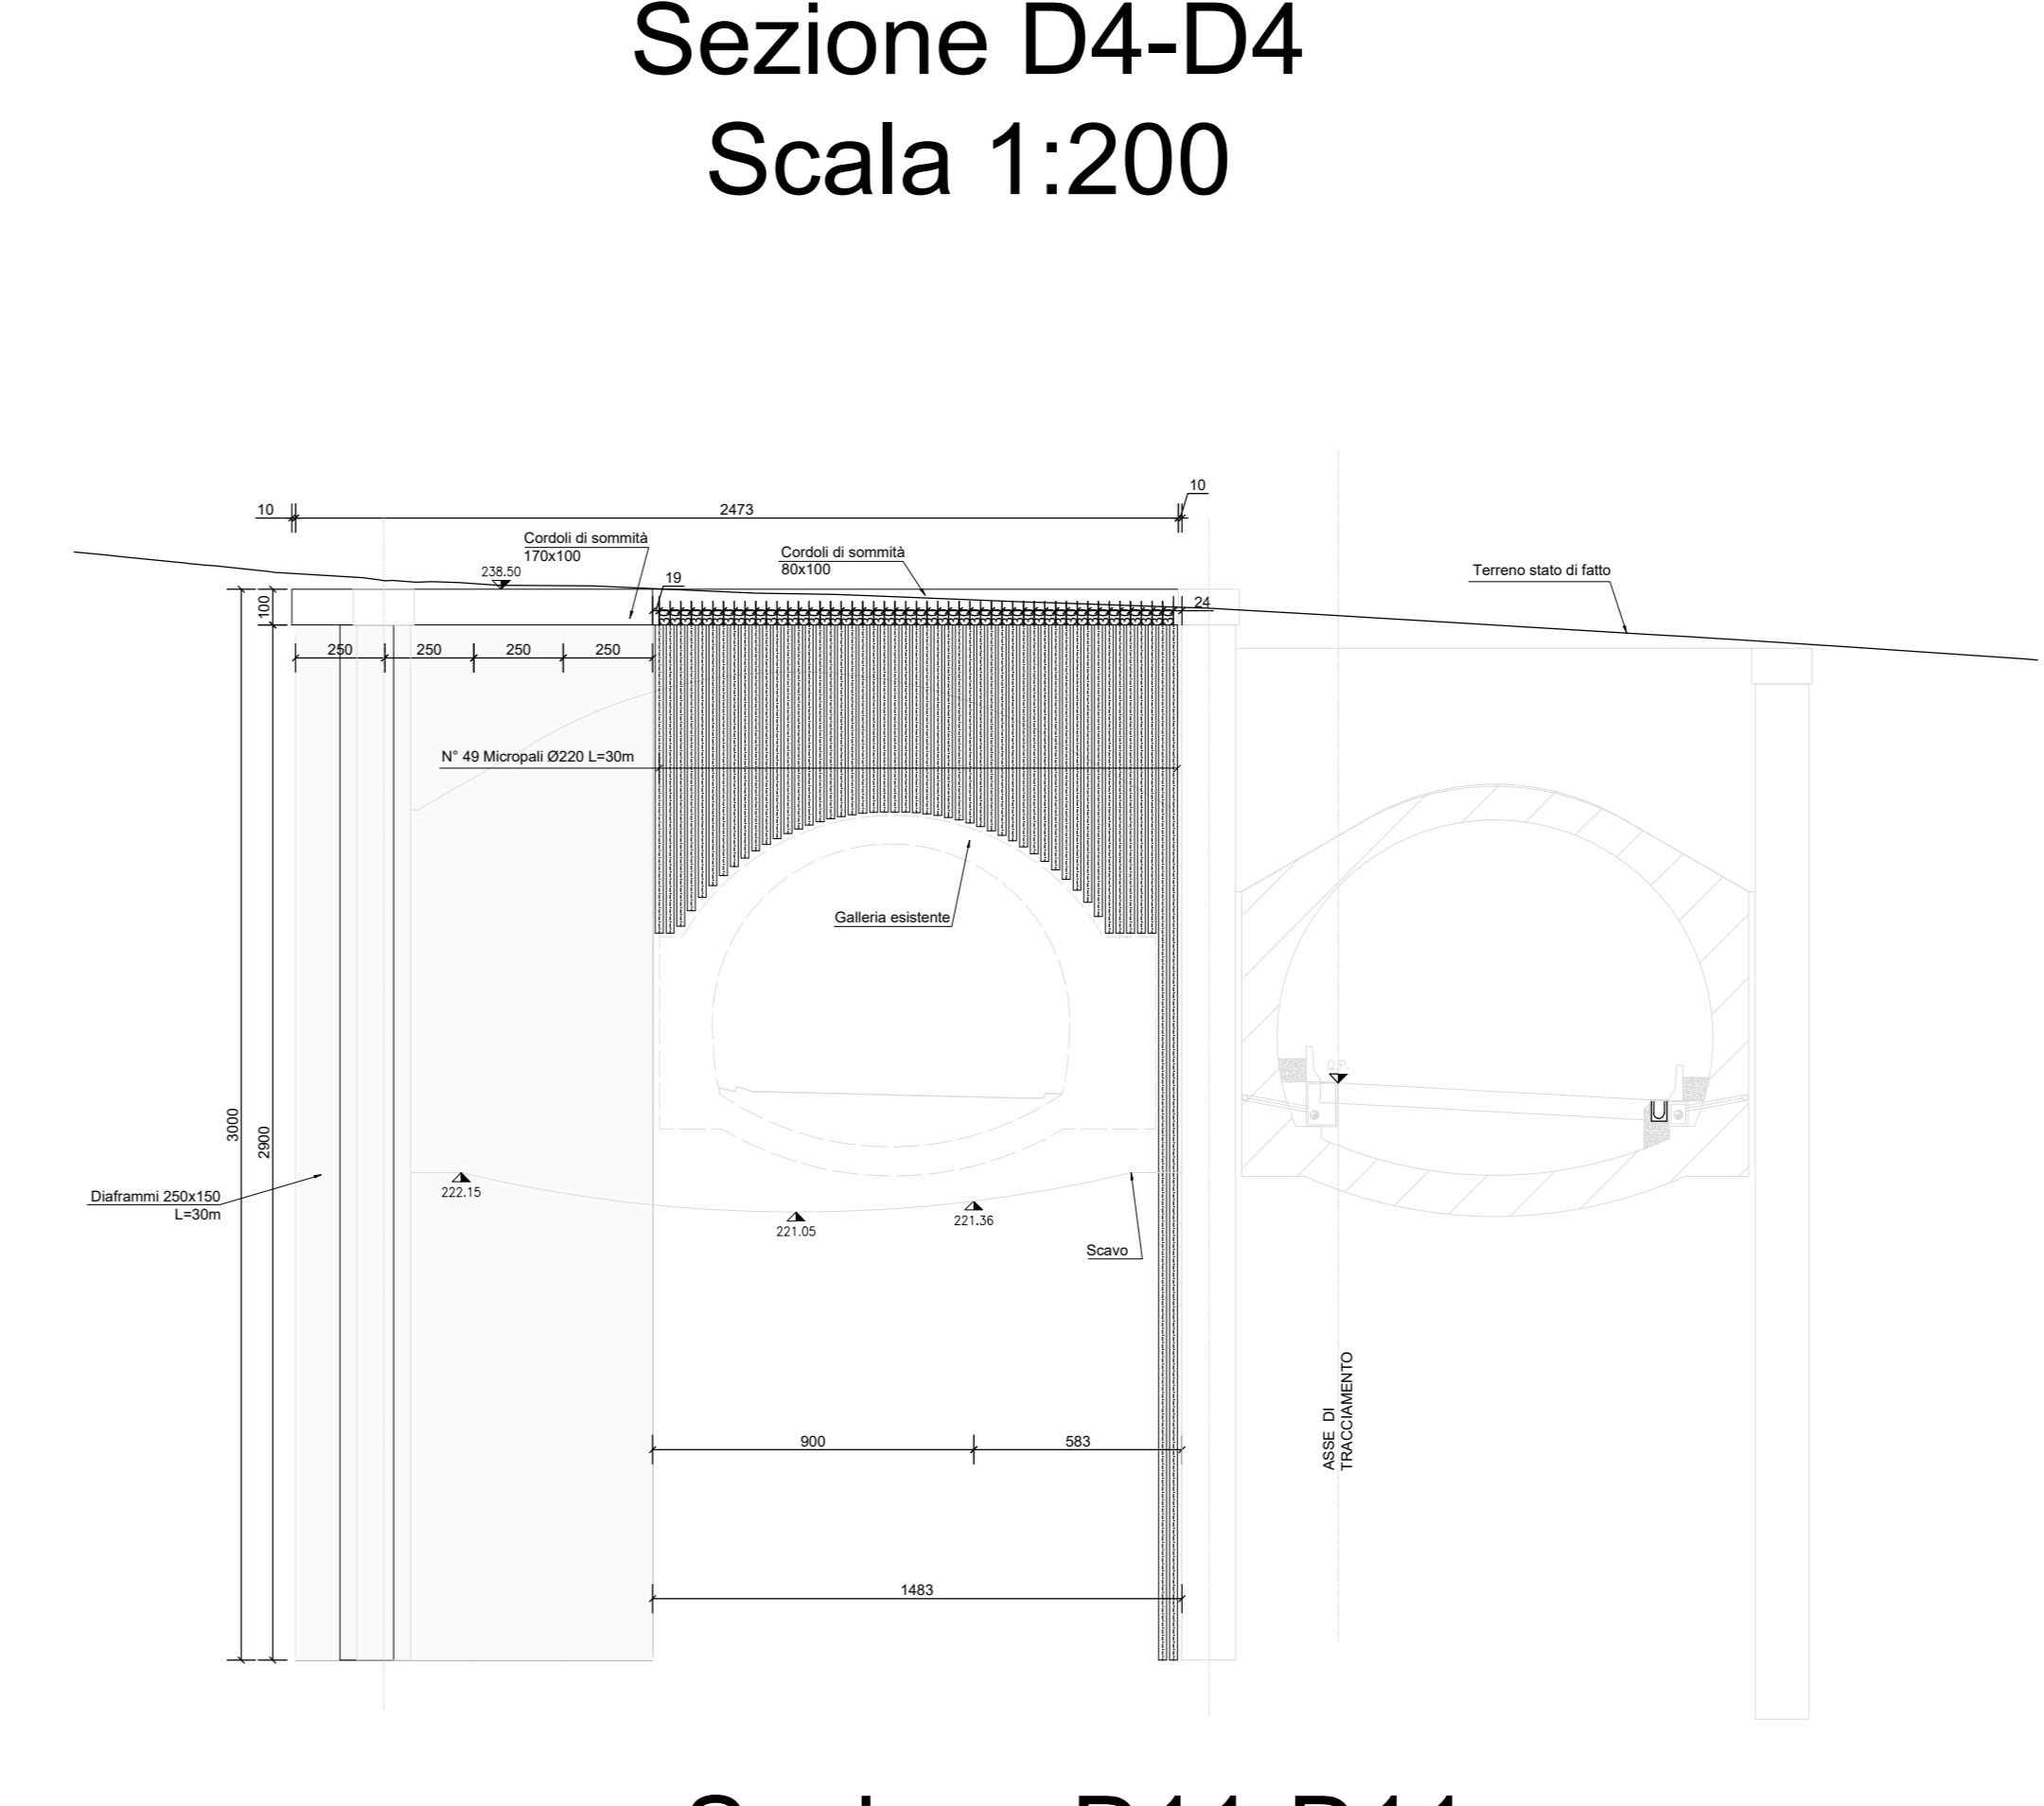 Sezione D4-D4
Scala 1:200
10
2473
10
Cordoli di sommità
170x100
Cordoli di sommità
80x100
238.50
19
24
Terreno stato di fatto
100
250
250
250
250
N° 49 Micropali Ø220 L=30m
Galleria esistente
Q.P.
3000
2900
Diaframmi 250x150
L=30m
222.15
221.05
221.36
Scavo
ASSE DI
TRACCIAMENTO
900
583
1483